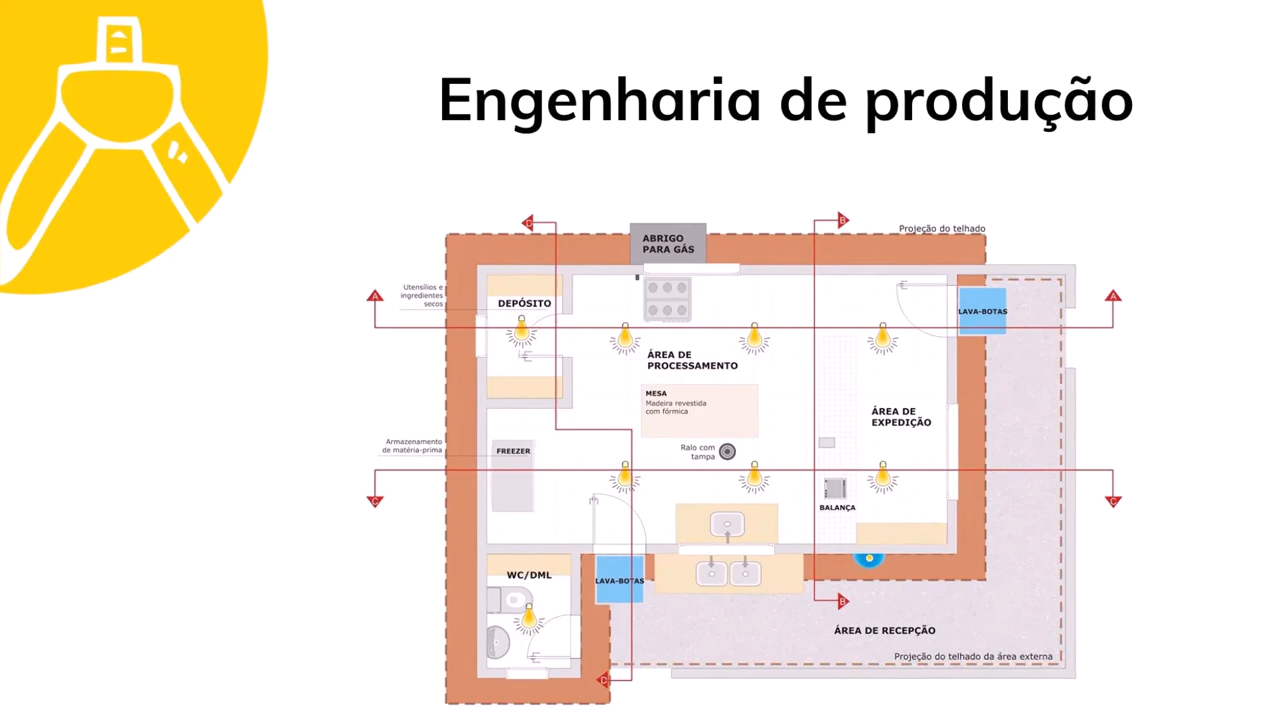 Engenharia de produção
D
B
Projeção do telhado
ABRIGO
PARA GÁS
Utensílios e
ingredientes
secos
A
A
DEPÓSITO
LAVA-BOTAS
ÁREA DE
PROCESSAMENTO
MESA
Madeira revestida
com fórmica
ÁREA DE
EXPEDIÇÃO
Armazenamento
de matéria-prima
FREEZER
Ralo com
tampa
C
C
BALANÇA
WC/DML
LAVA-BOTAS
B
ÁREA DE RECEPÇÃO
Projeção do telhado da área externa
D